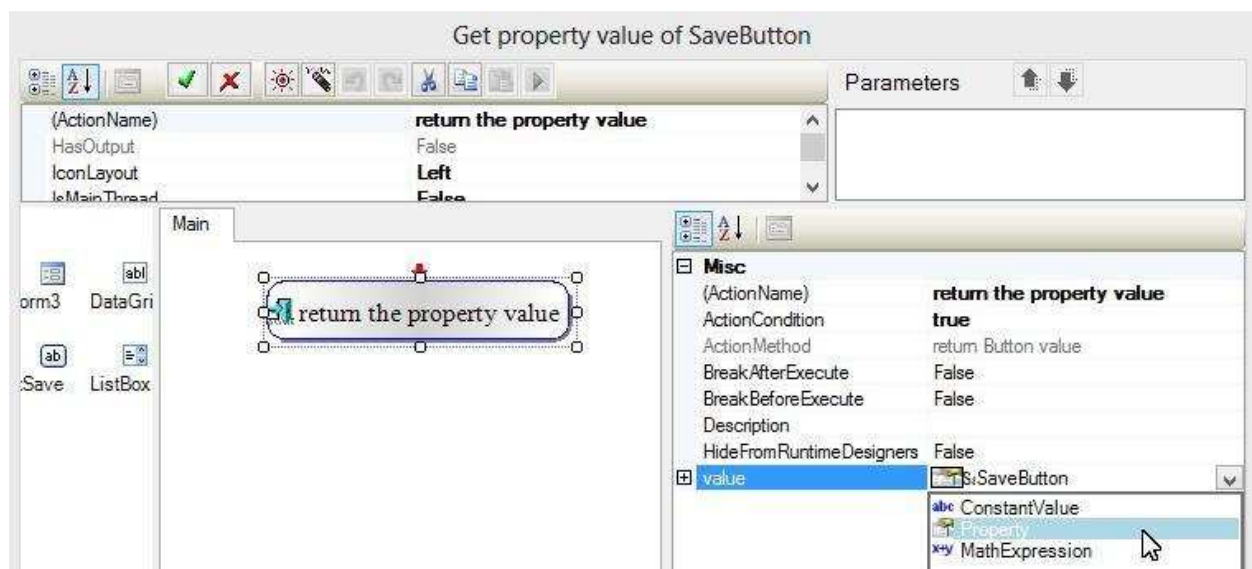 Get property value of SaveButton
Parameters
(ActionName) return the property value
HasOutput False
IconLayout Left
IsMainThread False
Main
orm3 DataGri
:Save ListBox
return the property value
Misc
(ActionName) return the property value
ActionCondition true
ActionMethod return Button value
BreakAfterExecute False
BreakBeforeExecute False
Description
HideFromRuntimeDesigners False
value SaveButton
abc ConstantValue
Property
x+y MathExpression